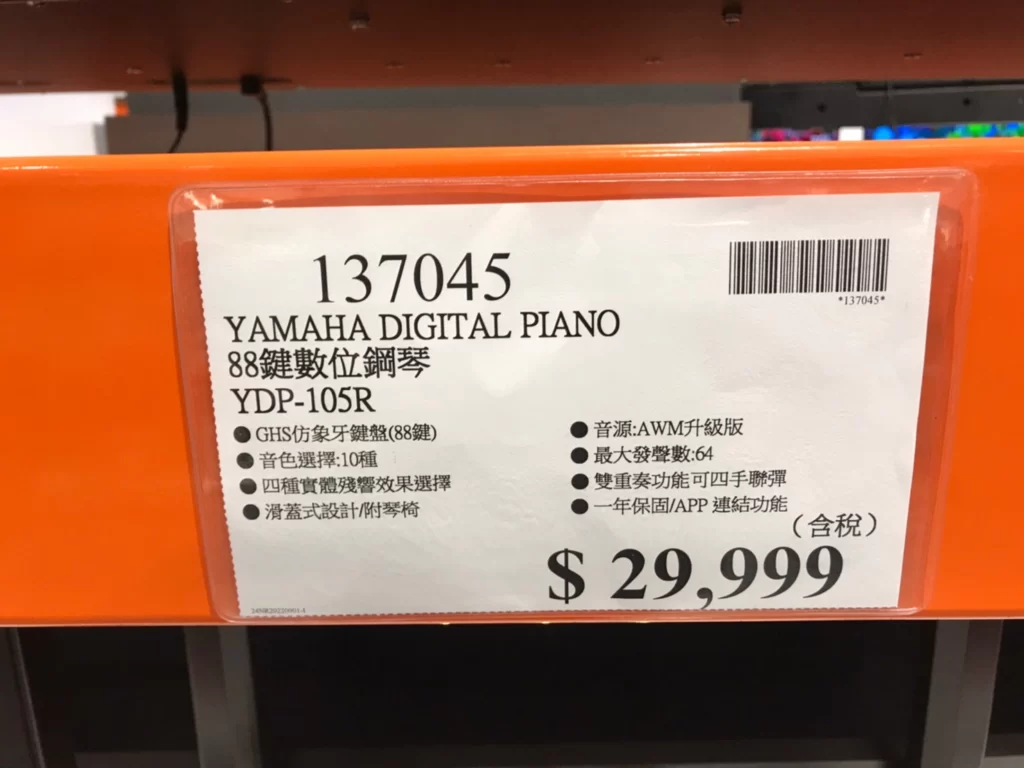 137045
*137045*
YAMAHA DIGITAL PIANO
88鍵數位鋼琴
YDP-105R
●GHS仿象牙鍵盤(88鍵)
●音色選擇:10種
●四種實體殘響效果選擇
●滑蓋式設計/附琴椅
●音源:AWM升級版
●最大發聲數:64
●雙重奏功能可四手聯彈
●一年保固/APP 連結功能
（含稅）
$ 29,999